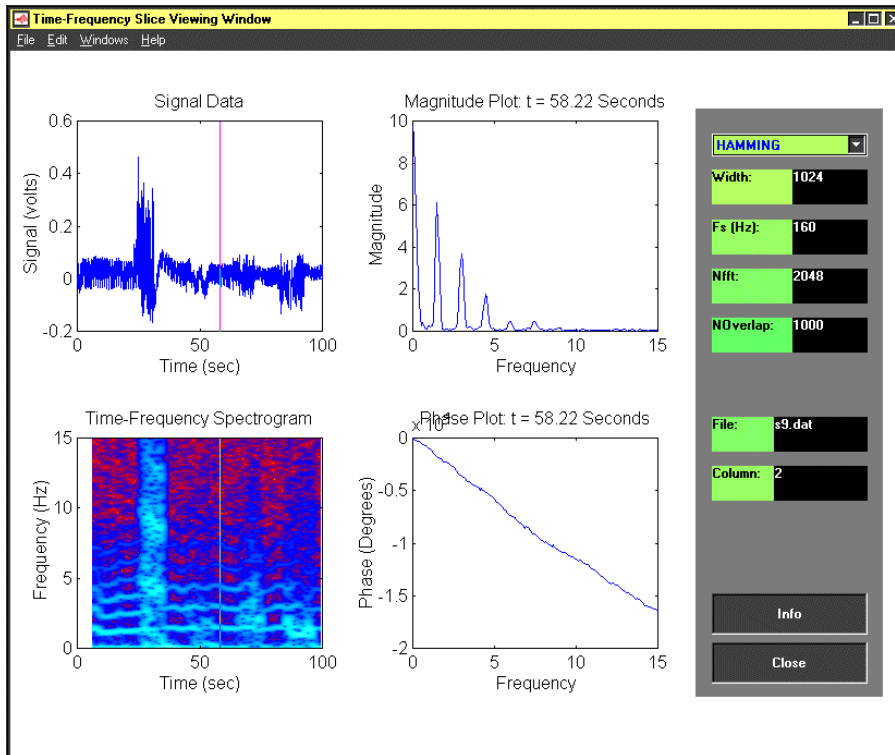 Time-Frequency Slice Viewing Window
File Edit Windows Help
Signal Data
0.6
0.4
0.2
0
-0.2
Signal (volts)
0 50 100
Time (sec)
Magnitude Plot: t = 58.22 Seconds
10
8
6
4
2
0
Magnitude
0 5 10 15
Frequency
Time-Frequency Spectrogram
15
10
5
0
Frequency (Hz)
0 50 100
Time (sec)
Phase Plot: t = 58.22 Seconds
0
-0.5
-1
-1.5
-2
Phase (Degrees)
0 5 10 15
Frequency
HAMMING
Width: 1024
Fs (Hz): 160
Nfft: 2048
NOverlap: 1000
File: s9.dat
Column: 2
Info
Close